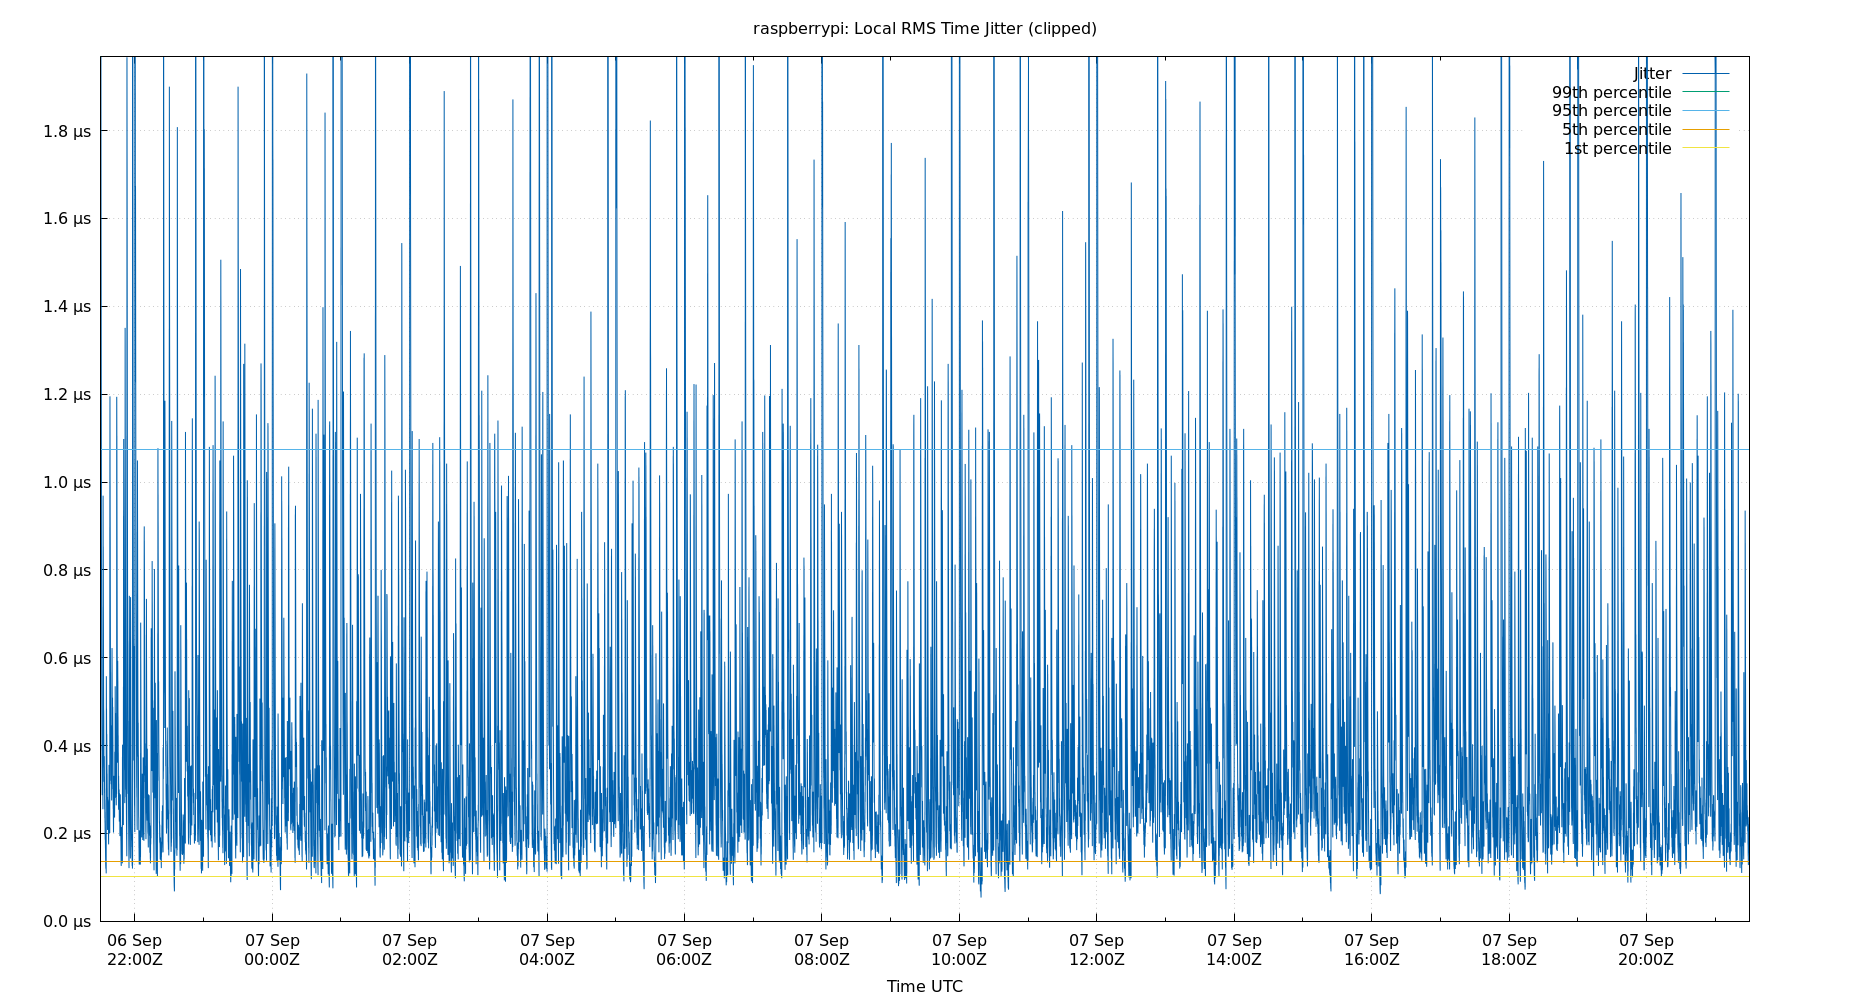 raspberrypi: Local RMS Time Jitter (clipped)
Jitter
99th percentile
95th percentile
5th percentile
1st percentile
1.8 µs
1.6 µs
1.4 µs
1.2 µs
1.0 µs
0.8 µs
0.6 µs
0.4 µs
0.2 µs
0.0 µs
06 Sep 07 Sep 07 Sep 07 Sep 07 Sep 07 Sep 07 Sep 07 Sep 07 Sep 07 Sep 07 Sep 07 Sep
22:00Z 00:00Z 02:00Z 04:00Z 06:00Z 08:00Z 10:00Z 12:00Z 14:00Z 16:00Z 18:00Z 20:00Z
Time UTC